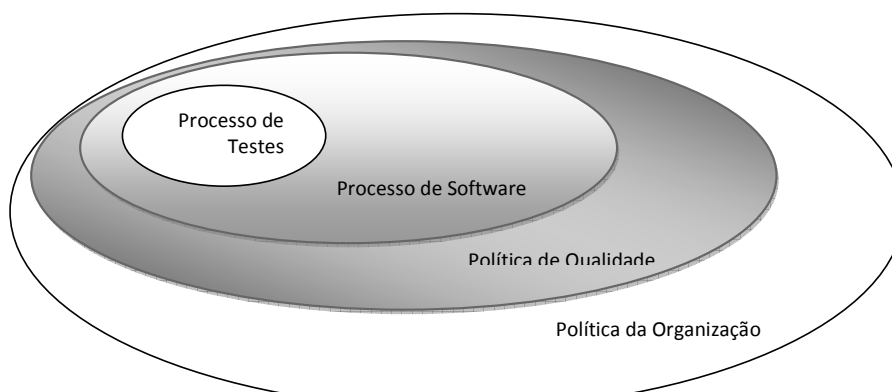 Processo de
Testes
Processo de Software
Política de Qualidade
Política da Organização